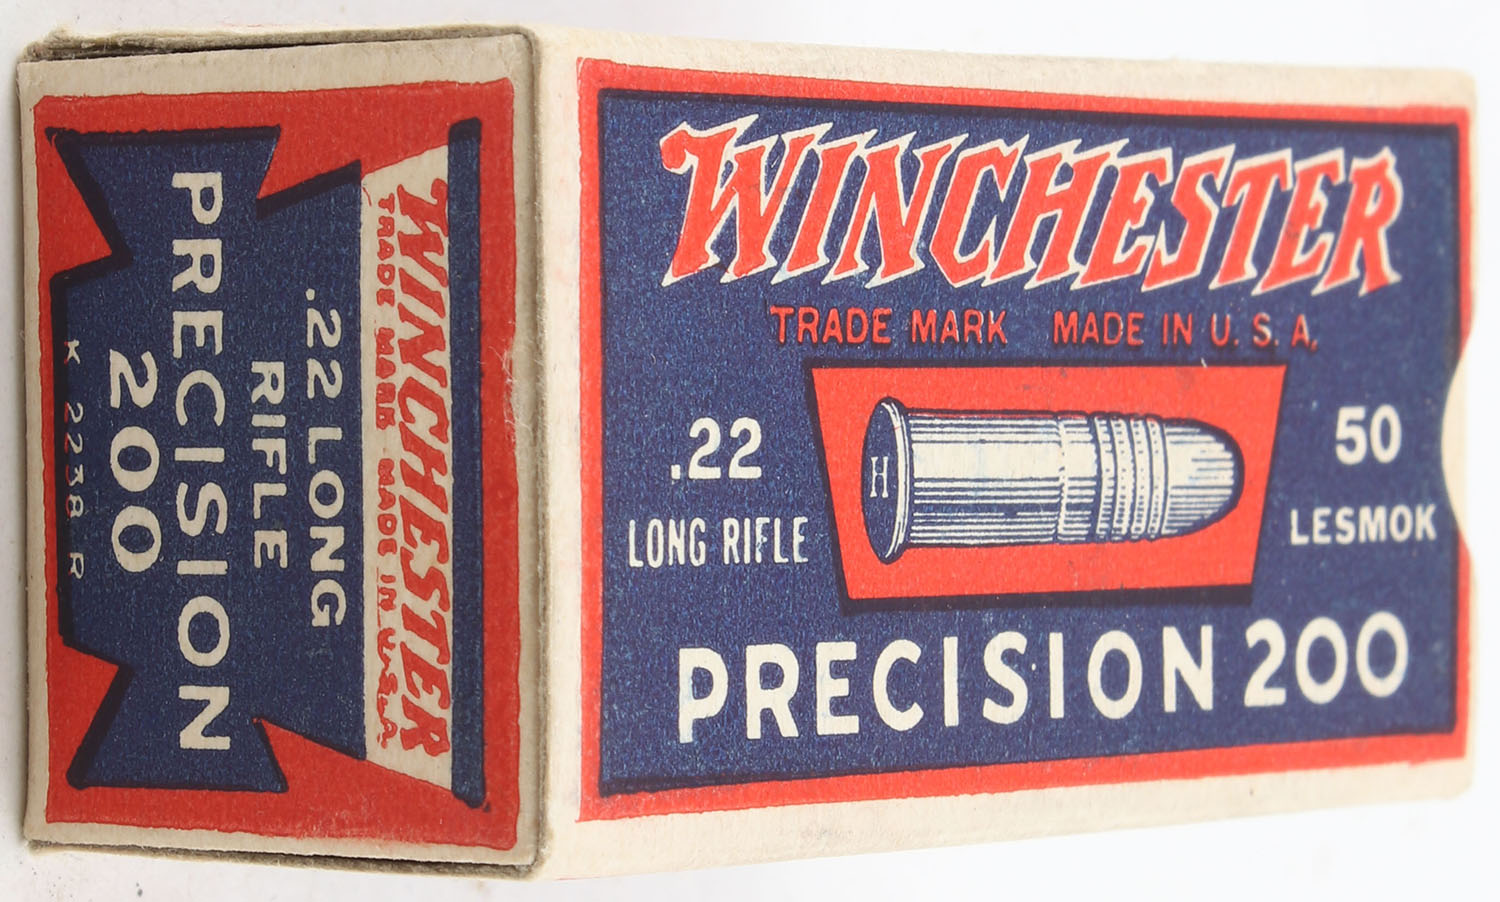 WINCHESTER
TRADE MARK MADE IN U. S. A.
.22
LONG RIFLE
H
50
LESMOK
PRECISION 200
WINCHESTER
TRADE MARK MADE IN U.S.A.
.22 LONG
RIFLE
PRECISION
200
K 2238 R